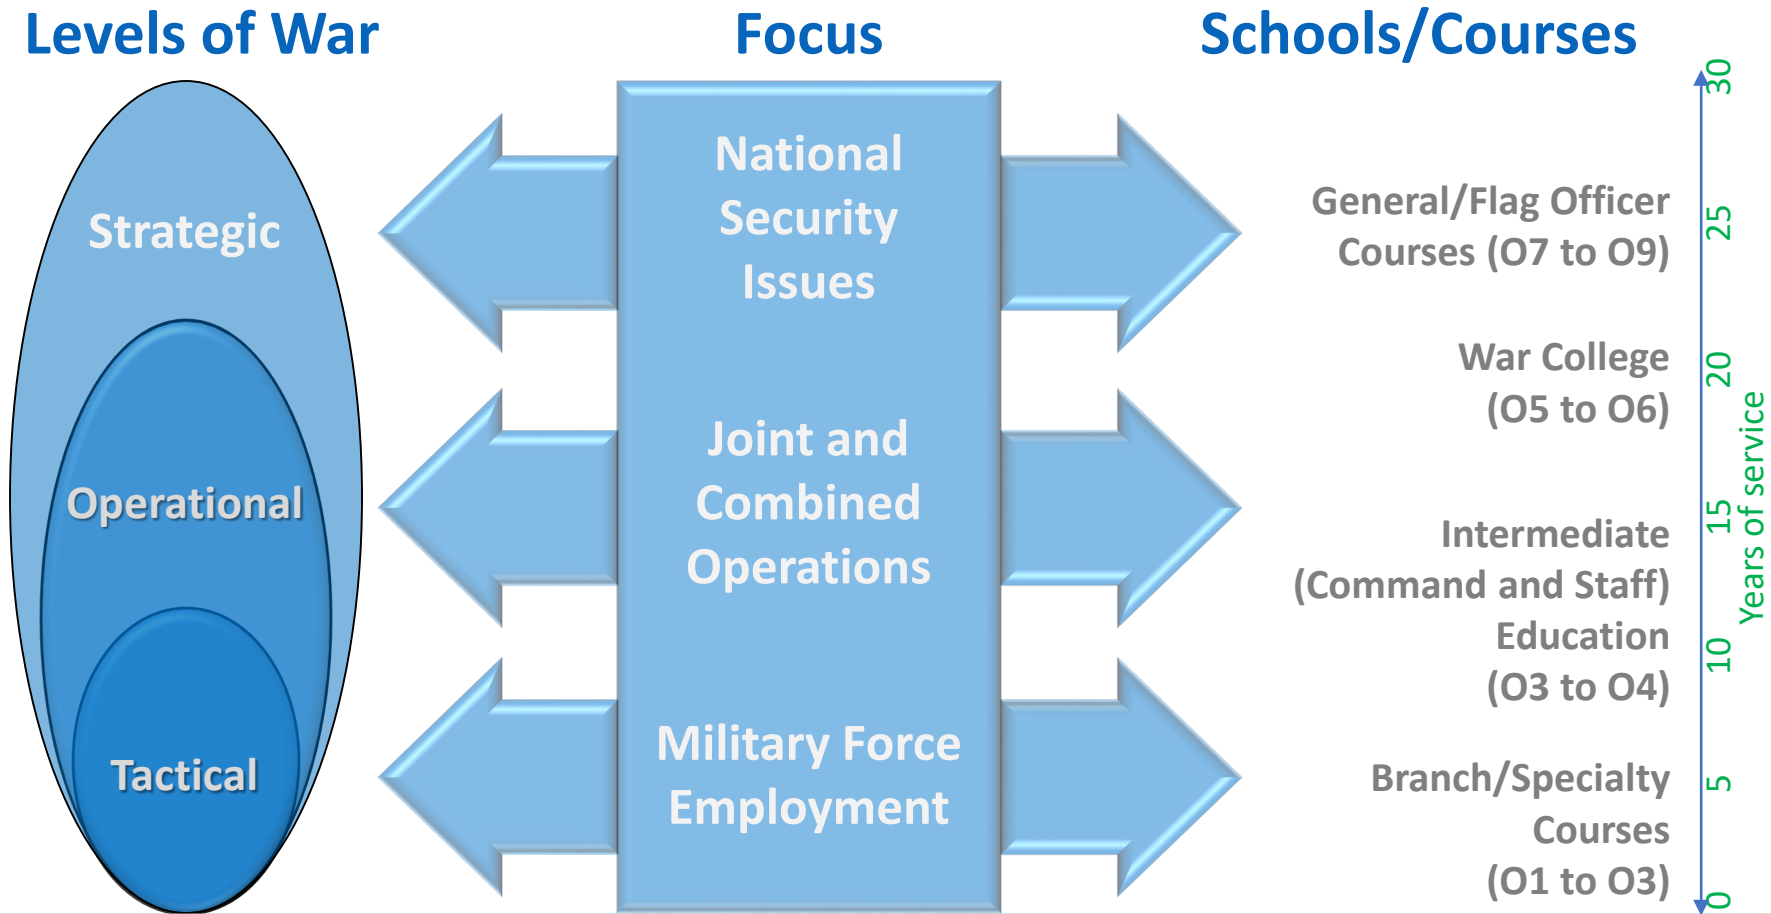 Levels of War
Focus
Schools/Courses
Strategic
Operational
Tactical
National
Security
Issues
Joint and
Combined
Operations
Military Force
Employment
General/Flag Officer
Courses (O7 to O9)
War College
(O5 to O6)
Intermediate
(Command and Staff)
Education
(O3 to O4)
Branch/Specialty
Courses
(O1 to O3)
30
25
20
15
10
5
0
Years of service